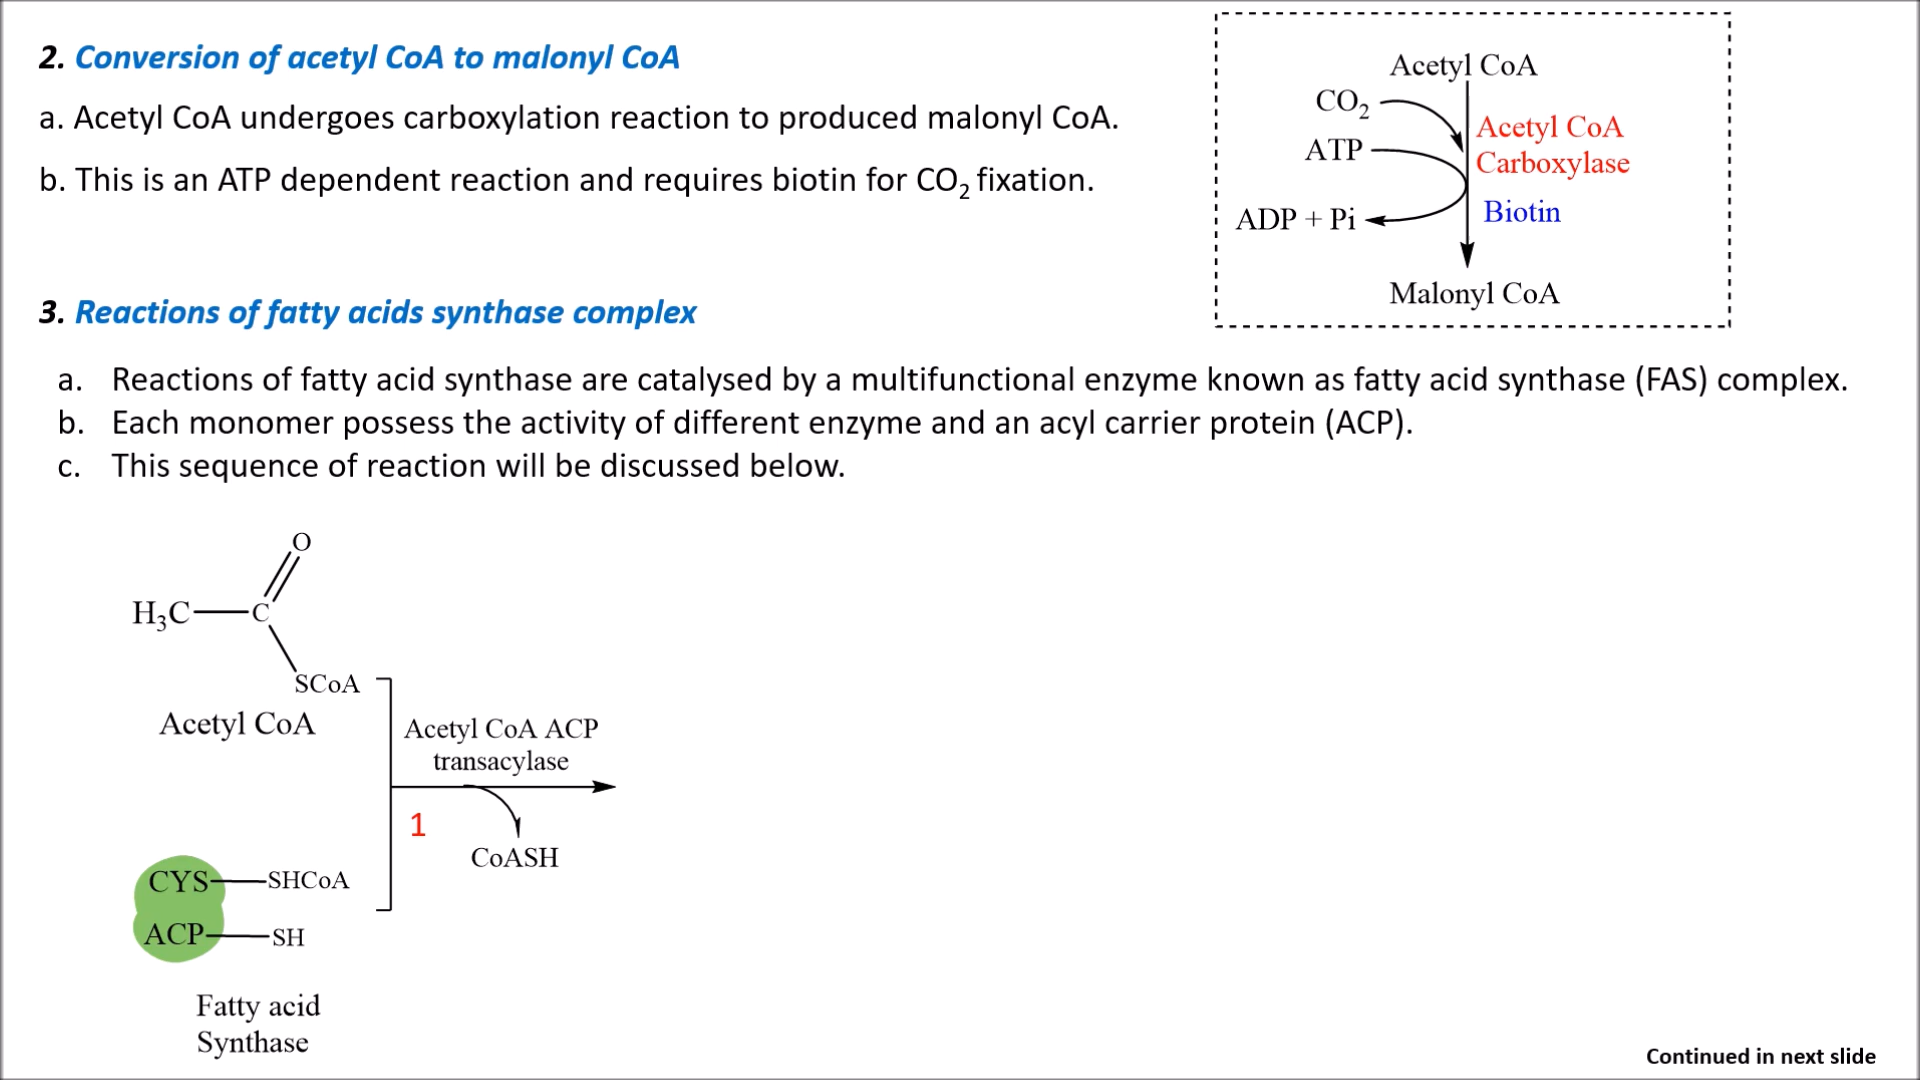 2. Conversion of acetyl CoA to malonyl CoA
a. Acetyl CoA undergoes carboxylation reaction to produced malonyl CoA.
b. This is an ATP dependent reaction and requires biotin for CO₂ fixation.
Acetyl CoA
CO₂
ATP
Acetyl CoA
Carboxylase
Biotin
ADP + Pi
Malonyl CoA
3. Reactions of fatty acids synthase complex
a. Reactions of fatty acid synthase are catalysed by a multifunctional enzyme known as fatty acid synthase (FAS) complex.
b. Each monomer possess the activity of different enzyme and an acyl carrier protein (ACP).
c. This sequence of reaction will be discussed below.
O
H₃C C
SCoA
Acetyl CoA
Acetyl CoA ACP
transacylase
1
CoASH
CYS SHCoA
ACP SH
Fatty acid
Synthase
Continued in next slide